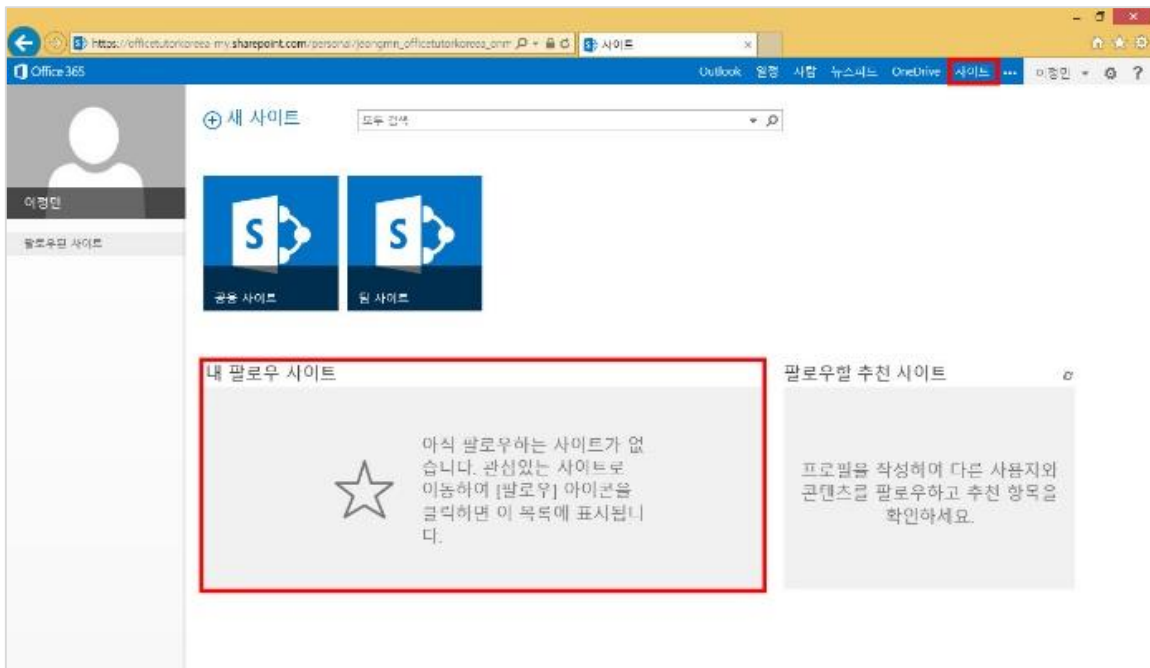 https://officetutorkorea-my.sharepoint.com/personal/jeongmn_officetutorkorea_onm
사이트
Office 365
Outlook 일정 사람 뉴스피드 OneDrive 사이트 ••• 이정민 ?
새 사이트
모두 검색
이정민
팔로우된 사이트
S
S
공용 사이트
팀 사이트
내 팔로우 사이트
팔로우할 추천 사이트
아직 팔로우하는 사이트가 없
습니다. 관심있는 사이트로
이동하여 [팔로우] 아이콘을
클릭하면 이 목록에 표시됩니
다.
프로필을 작성하여 다른 사용자와
콘텐츠를 팔로우하고 추천 항목을
확인하세요.